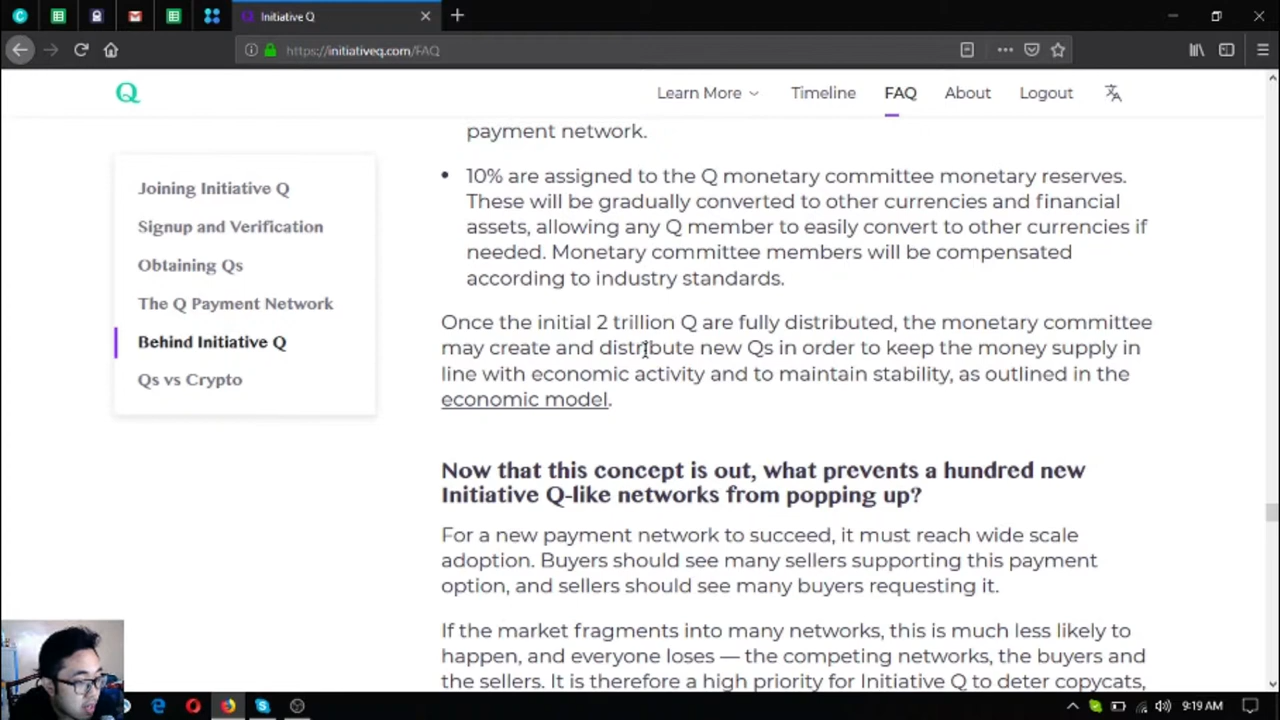 Initiative Q
https://initiativeq.com/FAQ
Q
Learn More
Timeline
FAQ
About
Logout
Joining Initiative Q
Signup and Verification
Obtaining Qs
The Q Payment Network
Behind Initiative Q
Qs vs Crypto
payment network.
10% are assigned to the Q monetary committee monetary reserves.
These will be gradually converted to other currencies and financial
assets, allowing any Q member to easily convert to other currencies if
needed. Monetary committee members will be compensated
according to industry standards.
Once the initial 2 trillion Q are fully distributed, the monetary committee
may create and distribute new Qs in order to keep the money supply in
line with economic activity and to maintain stability, as outlined in the
economic model.
Now that this concept is out, what prevents a hundred new
Initiative Q-like networks from popping up?
For a new payment network to succeed, it must reach wide scale
adoption. Buyers should see many sellers supporting this payment
option, and sellers should see many buyers requesting it.
If the market fragments into many networks, this is much less likely to
happen, and everyone loses — the competing networks, the buyers and
the sellers. It is therefore a high priority for Initiative Q to deter copycats,
9:19 AM